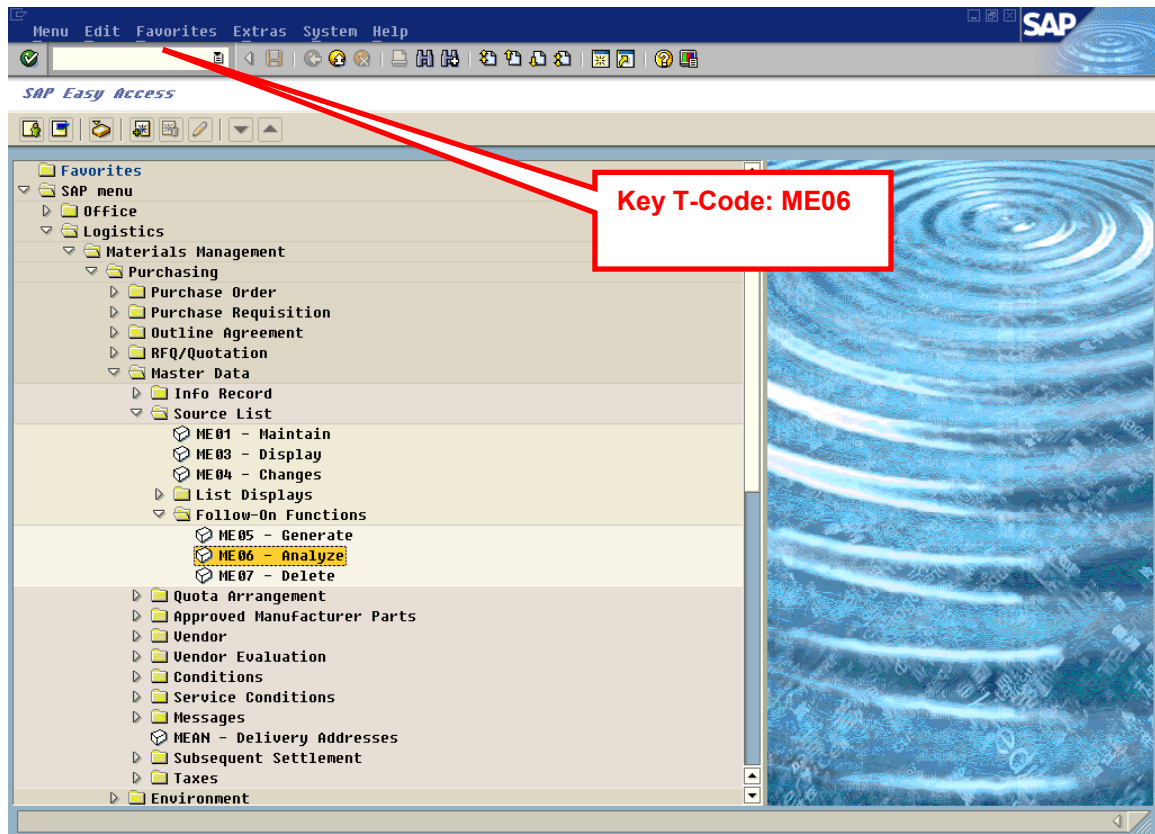 Menu Edit Favorites Extras System Help
SAP
SAP Easy Access
Key T-Code: ME06
Favorites
SAP menu
Office
Logistics
Materials Management
Purchasing
Purchase Order
Purchase Requisition
Outline Agreement
RFQ/Quotation
Master Data
Info Record
Source List
ME01 - Maintain
ME03 - Display
ME04 - Changes
List Displays
Follow-On Functions
ME05 - Generate
ME06 - Analyze
ME07 - Delete
Quota Arrangement
Approved Manufacturer Parts
Vendor
Vendor Evaluation
Conditions
Service Conditions
Messages
MEAN - Delivery Addresses
Subsequent Settlement
Taxes
Environment